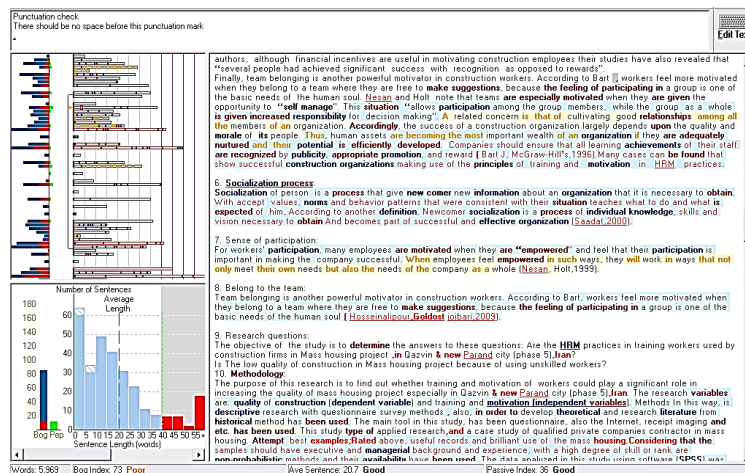 Punctuation check
There should be no space before this punctuation mark
Edit Tex
authors, although financial incentives are useful in motivating construction employees their studies have also revealed that
"several people had achieved significant success with recognition as opposed to rewards".
Finally, team belonging is another powerful motivator in construction workers. According to Bart , workers feel more motivated
when they belong to a team where they are free to make suggestions, because the feeling of participating in a group is one of
the basic needs of the human soul. Nesan and Holt note that teams are especially motivated when they are given the
opportunity to "self manage". This situation "allows participation among the group members, while the group as a whole
is given increased responsibility for decision making". A related concern is that of cultivating good relationships among all
the members of an organization. Accordingly, the success of a construction organization largely depends upon the quality and
morale of its people. Thus, human assets are becoming the most important wealth of an organization if they are adequately
nurtured and their potential is efficiently developed. Companies should ensure that all learning achievements of their staff
are recognized by publicity, appropriate promotion, and reward ( Bart J, McGraw-Hill's,1996).Many cases can be found that
show successful construction organizations making use of the principles of training and motivation in HRM practices.
6. Socialization process:
Socialization of person is a process that give new comer new information about an organization that it is necessary to obtain.
With accept values, norms and behavior patterns that were consistent with their situation teaches what to do and what is
expected of him, According to another definition, Newcomer socialization is a process of individual knowledge, skills and
vision necessary to obtain And becomes part of successful and effective organization (Saadat,2000).
7. Sense of participation:
For workers' participation, many employees are motivated when they are "empowered" and feel that their participation is
important in making the company successful. When employees feel empowered in such ways, they will work in ways that not
only meet their own needs but also the needs of the company as a whole (Nesan, Holt,1999).
8. Belong to the team:
Team belonging is another powerful motivator in construction workers. According to Bart, workers feel more motivated when
they belong to a team where they are free to make suggestions, because the feeling of participating in a group is one of the
basic needs of the human soul ( Hosseinalipour,Goldost joibari,2009).
9. Research questions:
The objective of the study is to determine the answers to these questions: Are the HRM practices in training workers used by
construction firms in Mass housing project ,in Qazvin & new Parand city (phase 5),Iran?
Is The low quality of construction in Mass housing project because of using unskilled workers?
10. Methodology:
The purpose of this research is to find out whether training and motivation of workers could play a significant role in
increasing the quality of mass housing project especially in Qazvin & new Parand city (phase 5),Iran. The research variables
are: quality of construction (dependent variable) and training and motivation (independent variables). Methods In this way, is
descriptive research with questionnaire survey methods , also, in order to develop theoretical and research literature from
historical method has been used. The main tool in this study, has been questionnaire, also the Internet, receipt imaging and
etc. has been used. This study type of applied research,and a case study of qualified private companies contractor in mass
housing. Attempt best examples;Rated above, useful records and brilliant use of the mass housing.Considering that the
samples should have executive and managerial background and experience, with a high degree of skill or rank are
non-probabilistic methods and their availability have been used. The data analyzed in this study using software (SPSS) was
Number of Sentences
Average
Length
180
160
140
120
100
80
60
40
20
0
60
50
40
30
20
10
0
Bog Pep
0 5 10 15 20 25 30 35 40 45 50 55+
Sentence Length (words)
Words: 5,969 Bog Index: 73 Poor Ave Sentence: 20.7 Good Passive Index: 36 Good